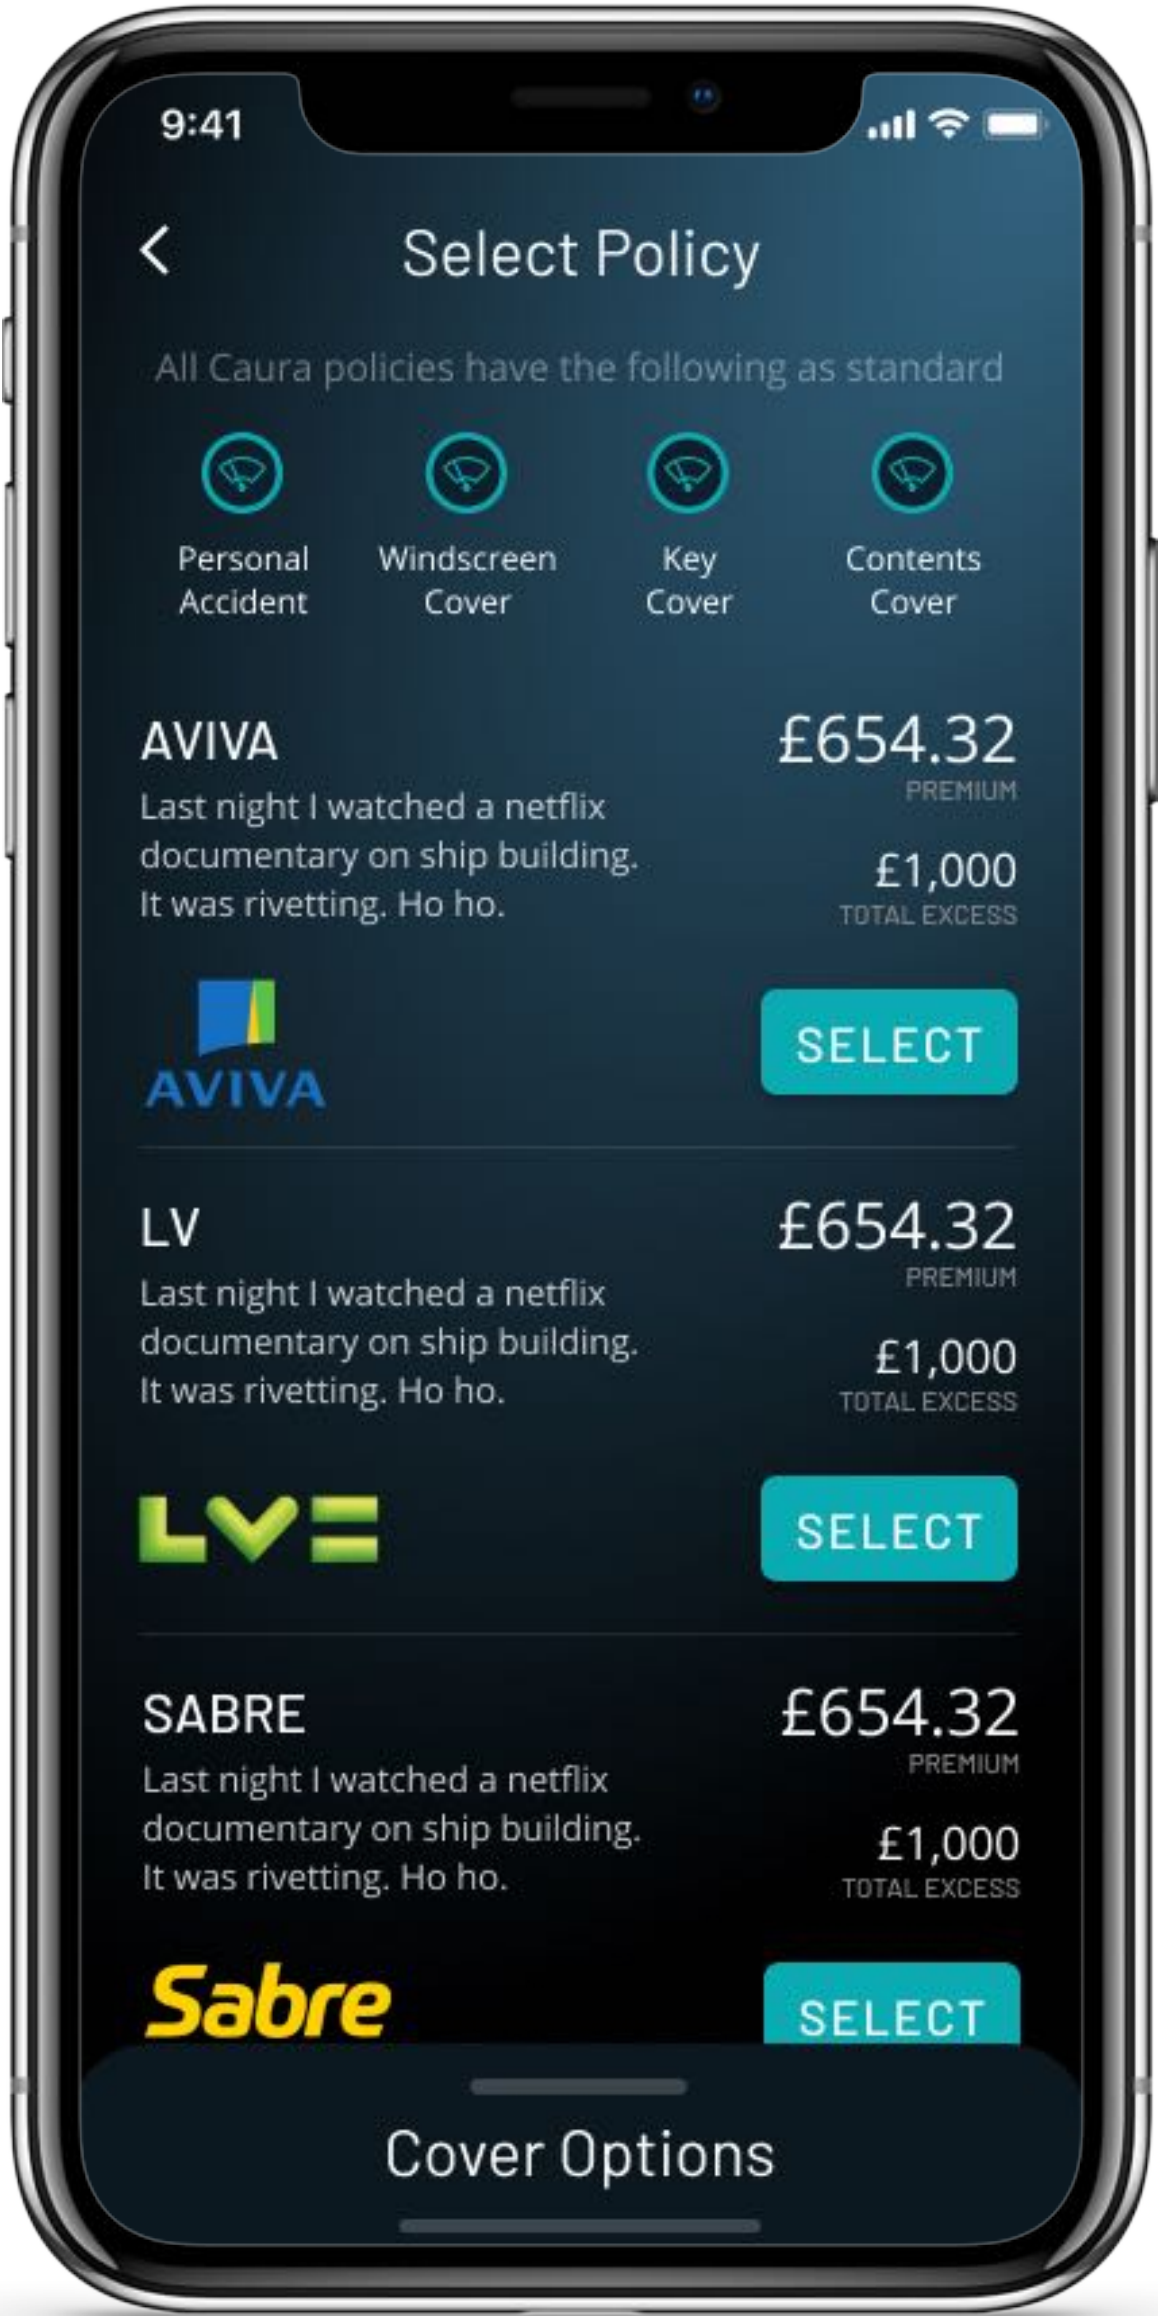 9:41
Select Policy
All Caura policies have the following as standard
Personal
Accident
Windscreen
Cover
Key
Cover
Contents
Cover
AVIVA
£654.32
PREMIUM
Last night I watched a netflix
documentary on ship building.
It was rivetting. Ho ho.
£1,000
TOTAL EXCESS
AVIVA
SELECT
LV
£654.32
PREMIUM
Last night I watched a netflix
documentary on ship building.
It was rivetting. Ho ho.
£1,000
TOTAL EXCESS
LV=
SELECT
SABRE
£654.32
PREMIUM
Last night I watched a netflix
documentary on ship building.
It was rivetting. Ho ho.
£1,000
TOTAL EXCESS
Sabre
SELECT
Cover Options